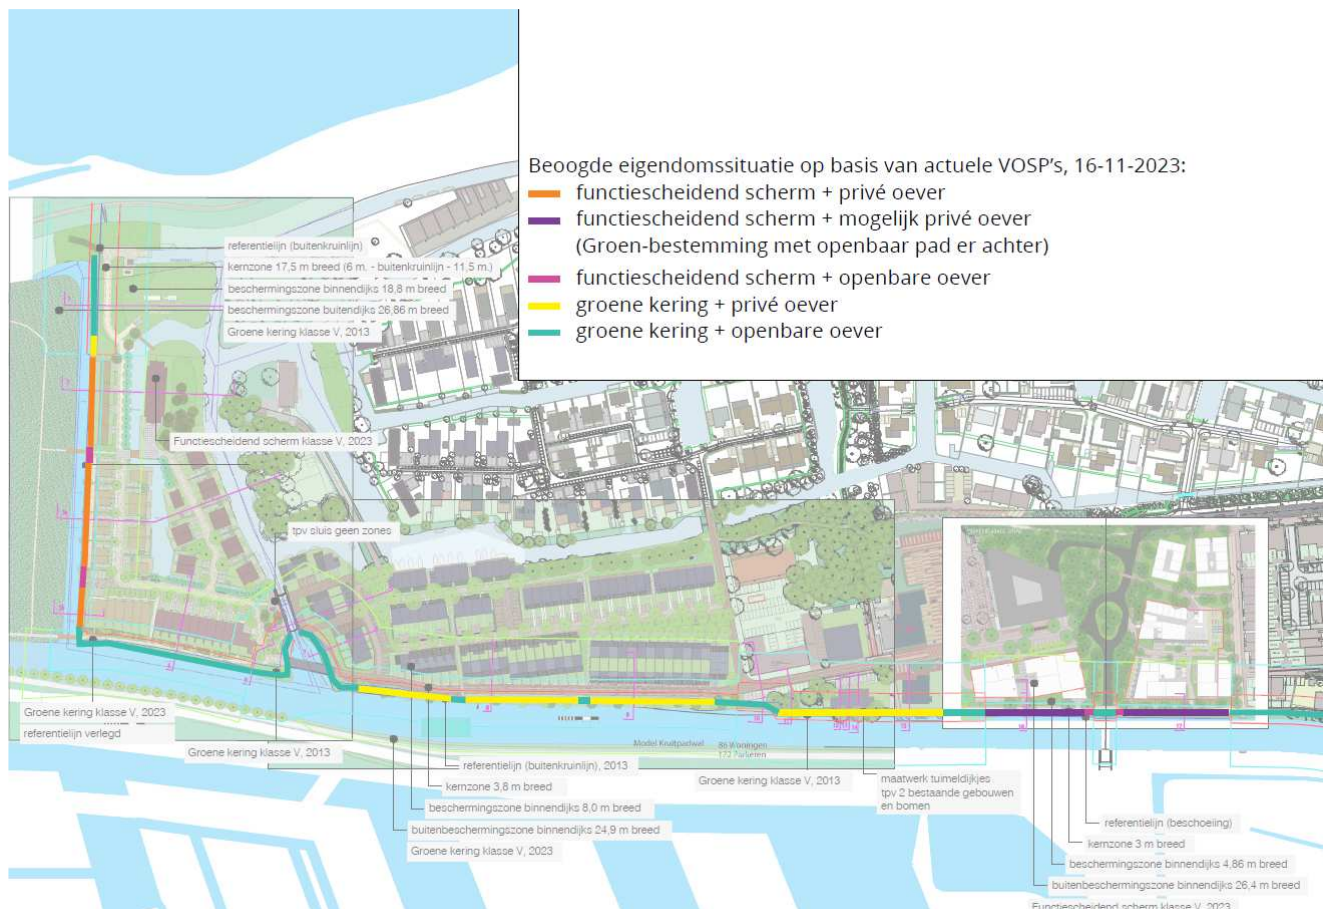 Beoogde eigendomssituatie op basis van actuele VOSP's, 16-11-2023:
functiescheidend scherm + privé oever
functiescheidend scherm + mogelijk privé oever
(Groen-bestemming met openbaar pad er achter)
functiescheidend scherm + openbare oever
groene kering + privé oever
groene kering + openbare oever
referentielijn (buitenkruinlijn)
kernzone 17,5 m breed (6 m. - buitenkruinlijn - 11,5 m.)
beschermingszone binnendijks 18,8 m breed
beschermingszone buitendijks 26,86 m breed
Groene kering klasse V, 2013
Functiescheidend scherm klasse V, 2023
tpv sluis geen zones
Groene kering klasse V, 2023
referentielijn verlegd
Groene kering klasse V, 2013
Model Knaltpadwal
86 Woningen
172 Parkeren
referentielijn (buitenkruinlijn), 2013
kernzone 3,8 m breed
beschermingszone binnendijks 8,0 m breed
buitenbeschermingszone binnendijks 24,9 m breed
Groene kering klasse V, 2023
Groene kering klasse V, 2013
maatwerk tuimeldijkjes
tpv 2 bestaande gebouwen
en bomen
referentielijn (beschoeiing)
kernzone 3 m breed
beschermingszone binnendijks 4,86 m breed
buitenbeschermingszone binnendijks 26,4 m breed
Functiescheidend scherm klasse V, 2023